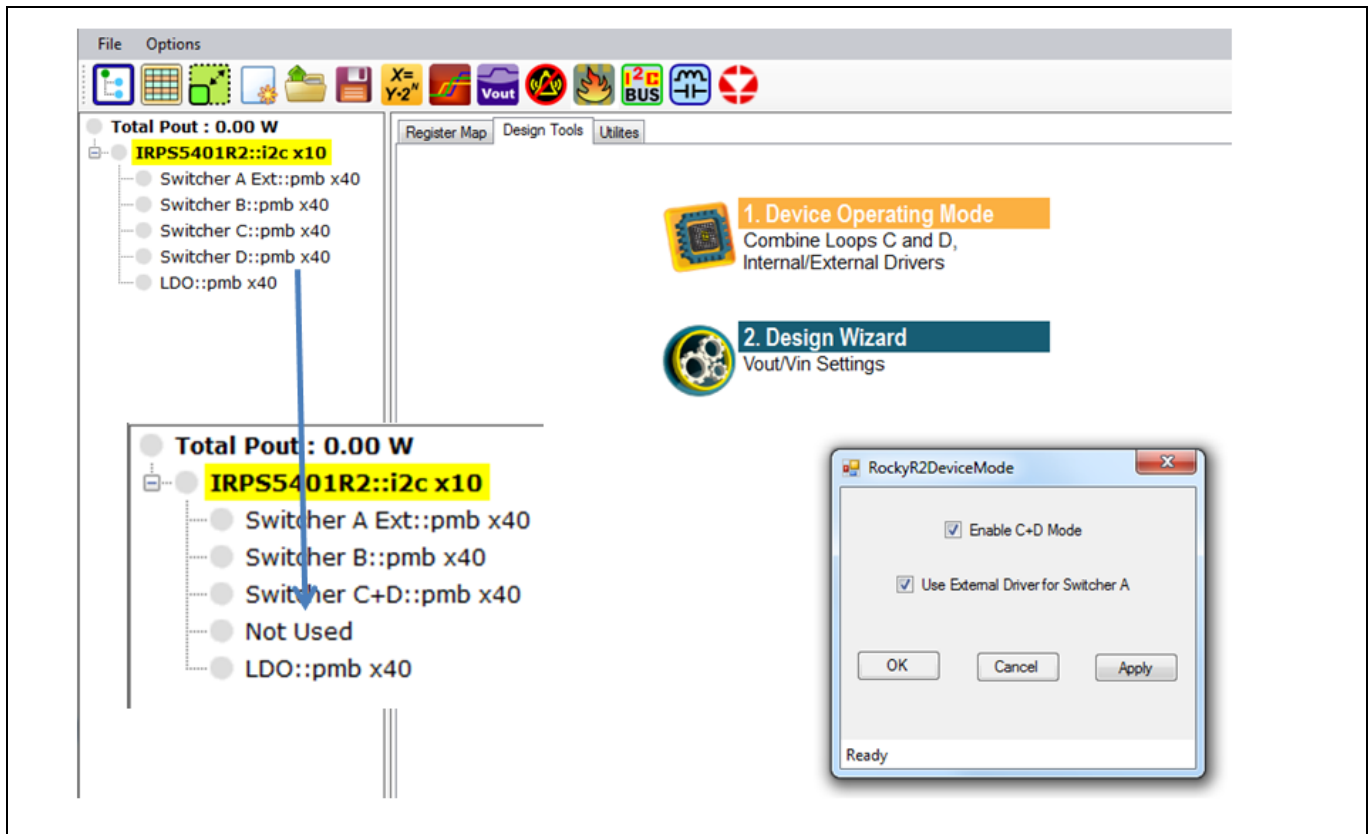 File Options
X=
Y·2ᴺ
Vout
I²C
BUS
Total Pout : 0.00 W
IRPS5401R2::i2c x10
Switcher A Ext::pmb x40
Switcher B::pmb x40
Switcher C::pmb x40
Switcher D::pmb x40
LDO::pmb x40
Register Map Design Tools Utilites
1. Device Operating Mode
Combine Loops C and D,
Internal/External Drivers
2. Design Wizard
Vout/Vin Settings
Total Pout : 0.00 W
IRPS5401R2::i2c x10
Switcher A Ext::pmb x40
Switcher B::pmb x40
Switcher C+D::pmb x40
Not Used
LDO::pmb x40
RockyR2DeviceMode
Enable C+D Mode
Use External Driver for Switcher A
OK Cancel Apply
Ready